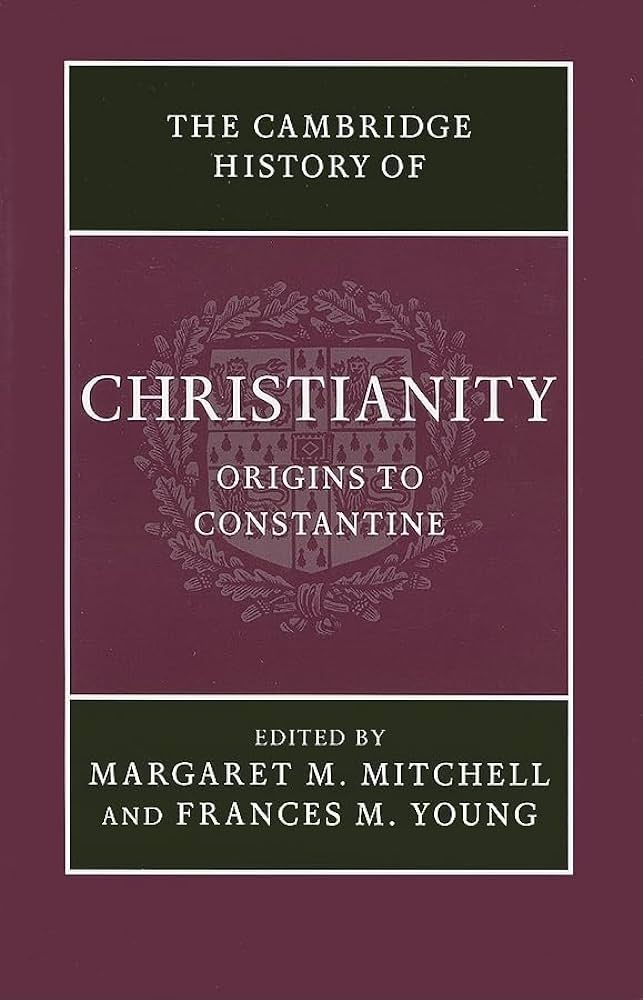 THE CAMBRIDGE
HISTORY OF
CHRISTIANITY
ORIGINS TO
CONSTANTINE
EDITED BY
MARGARET M. MITCHELL
AND FRANCES M. YOUNG